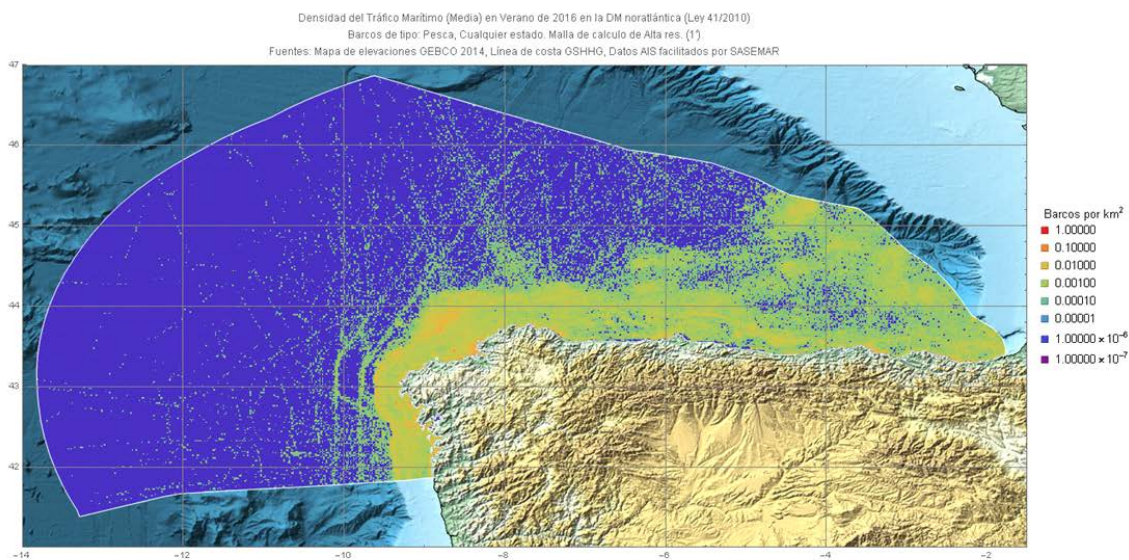 Densidad del Tráfico Marítimo (Media) en Verano de 2016 en la DM noratlántica (Ley 41/2010)
Barcos de tipo: Pesca, Cualquier estado. Malla de calculo de Alta res. (1')
Fuentes: Mapa de elevaciones GEBCO 2014, Línea de costa GSHHG, Datos AIS facilitados por SASEMAR
47
46
45
44
43
42
−14 −12 −10 −8 −6 −4 −2
Barcos por km²
1.00000
0.10000
0.01000
0.00100
0.00010
0.00001
1.00000 × 10⁻⁶
1.00000 × 10⁻⁷